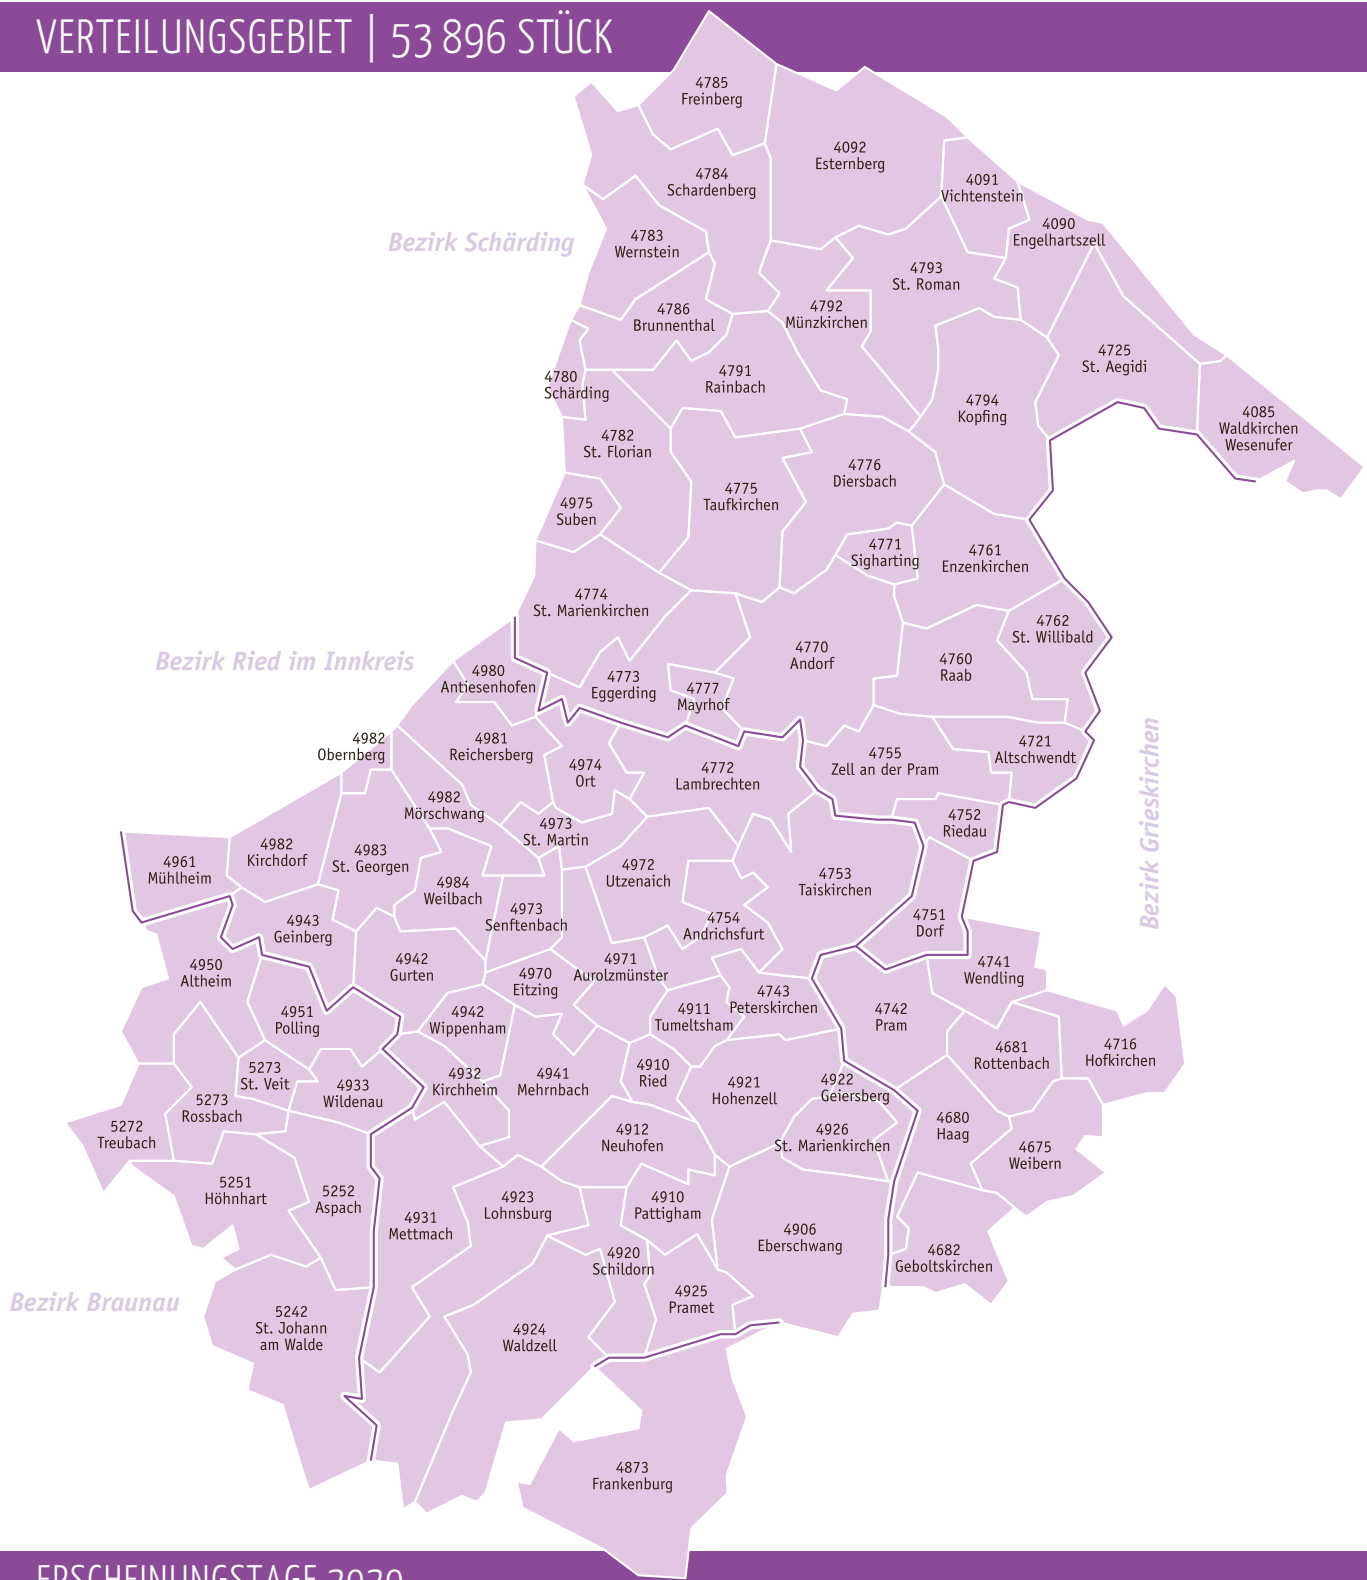 VERTEILUNGSGEBIET | 53 896 STÜCK
4785
Freinberg
4092
Esternberg
4784
Schardenberg
4091
Vichtenstein
4090
Engelhartszell
Bezirk Schärding
4783
Wernstein
4793
St. Roman
4786
Brunnenthal
4792
Münzkirchen
4725
St. Aegidi
4780
Schärding
4791
Rainbach
4794
Kopfing
4085
Waldkirchen
Wesenufer
4782
St. Florian
4776
Diersbach
4775
Taufkirchen
4975
Suben
4771
Sigharting
4761
Enzenkirchen
4774
St. Marienkirchen
4762
St. Willibald
4770
Andorf
4760
Raab
Bezirk Ried im Innkreis
4980
Antiesenhofen
4773
Eggerding
4777
Mayrhof
4982
Obernberg
4981
Reichersberg
4974
Ort
4772
Lambrechten
4755
Zell an der Pram
4721
Altschwendt
Bezirk Grieskirchen
4982
Mörschwang
4973
St. Martin
4752
Riedau
4961
Mühlheim
4982
Kirchdorf
4983
St. Georgen
4984
Weilbach
4972
Utzenaich
4753
Taiskirchen
4943
Geinberg
4973
Senftenbach
4754
Andrichsfurt
4751
Dorf
4950
Altheim
4942
Gurten
4970
Eitzing
4971
Aurolzmünster
4741
Wendling
4951
Polling
4942
Wippenham
4911
Tumeltsham
4743
Peterskirchen
4742
Pram
4681
Rottenbach
4716
Hofkirchen
5273
St. Veit
4933
Wildenau
4932
Kirchheim
4941
Mehrnbach
4910
Ried
4921
Hohenzell
4922
Geiersberg
5273
Rossbach
5272
Treubach
4912
Neuhofen
4926
St. Marienkirchen
4680
Haag
4675
Weibern
5251
Höhnhart
5252
Aspach
4931
Mettmach
4923
Lohnsburg
4910
Pattigham
4906
Eberschwang
4920
Schildorn
4682
Geboltskirchen
Bezirk Braunau
5242
St. Johann
am Walde
4925
Pramet
4924
Waldzell
4873
Frankenburg
ERSCHEINUNGSTAGE 2020